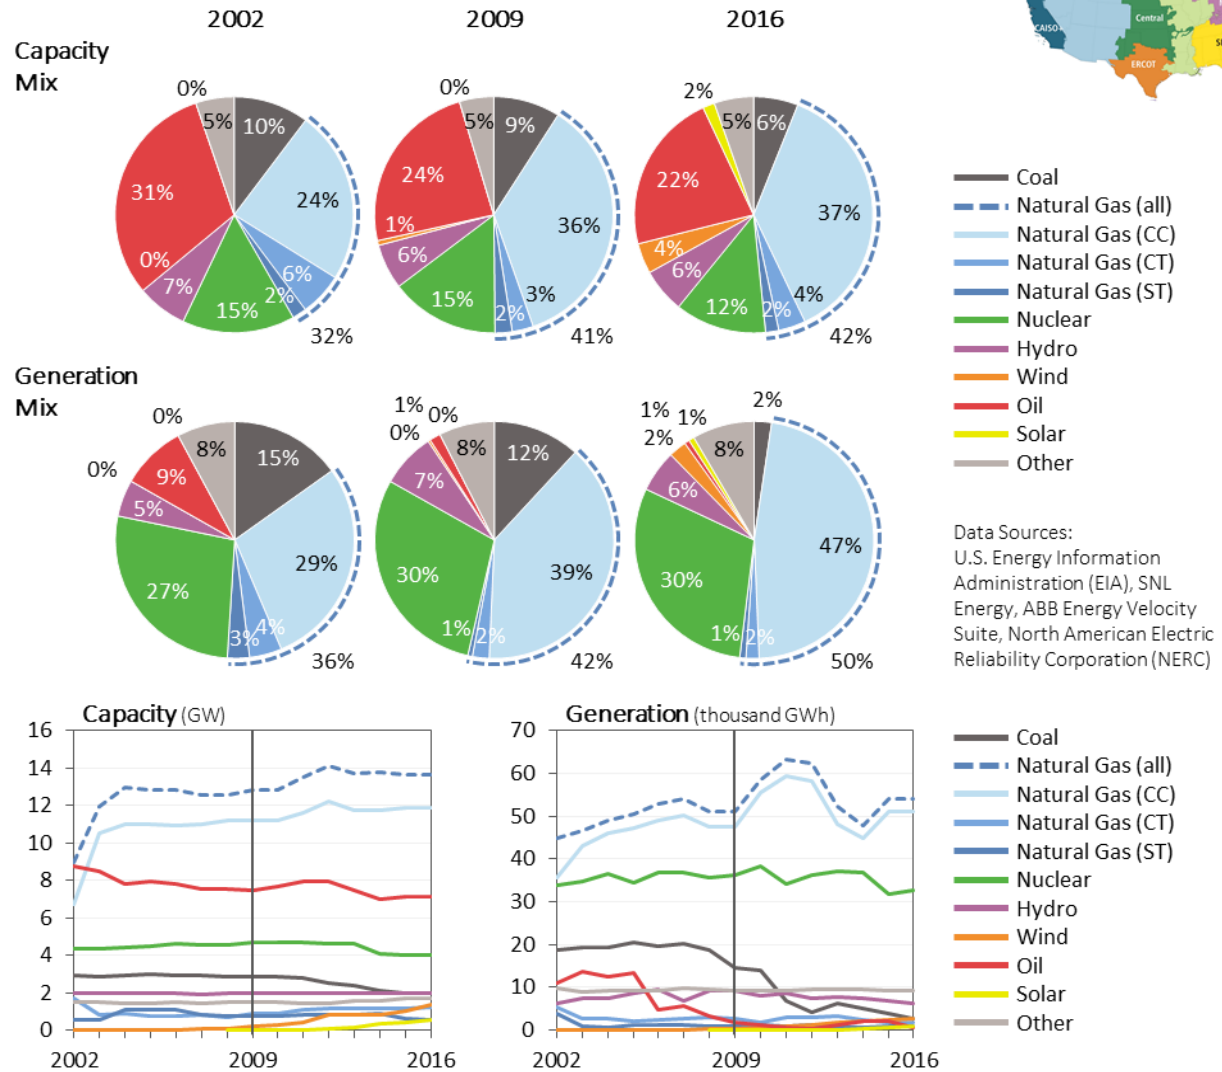 2002
2009
2016
CAISO
Central
ERCOT
Capacity
Mix
0%
5%
10%
24%
6%
2%
15%
7%
0%
31%
32%
0%
5%
9%
36%
3%
2%
15%
6%
1%
24%
41%
2%
5%
6%
37%
4%
2%
12%
6%
4%
22%
42%
Coal
Natural Gas (all)
Natural Gas (CC)
Natural Gas (CT)
Natural Gas (ST)
Nuclear
Hydro
Wind
Oil
Solar
Other
Generation
Mix
0%
8%
15%
29%
4%
3%
27%
5%
0%
9%
36%
1%
0%
0%
8%
12%
39%
2%
1%
30%
7%
42%
1%
1%
2%
2%
8%
47%
2%
1%
30%
6%
50%
Data Sources:
U.S. Energy Information
Administration (EIA), SNL
Energy, ABB Energy Velocity
Suite, North American Electric
Reliability Corporation (NERC)
Capacity (GW)
16
14
12
10
8
6
4
2
0
2002
2009
2016
Generation (thousand GWh)
70
60
50
40
30
20
10
0
2002
2009
2016
Coal
Natural Gas (all)
Natural Gas (CC)
Natural Gas (CT)
Natural Gas (ST)
Nuclear
Hydro
Wind
Oil
Solar
Other